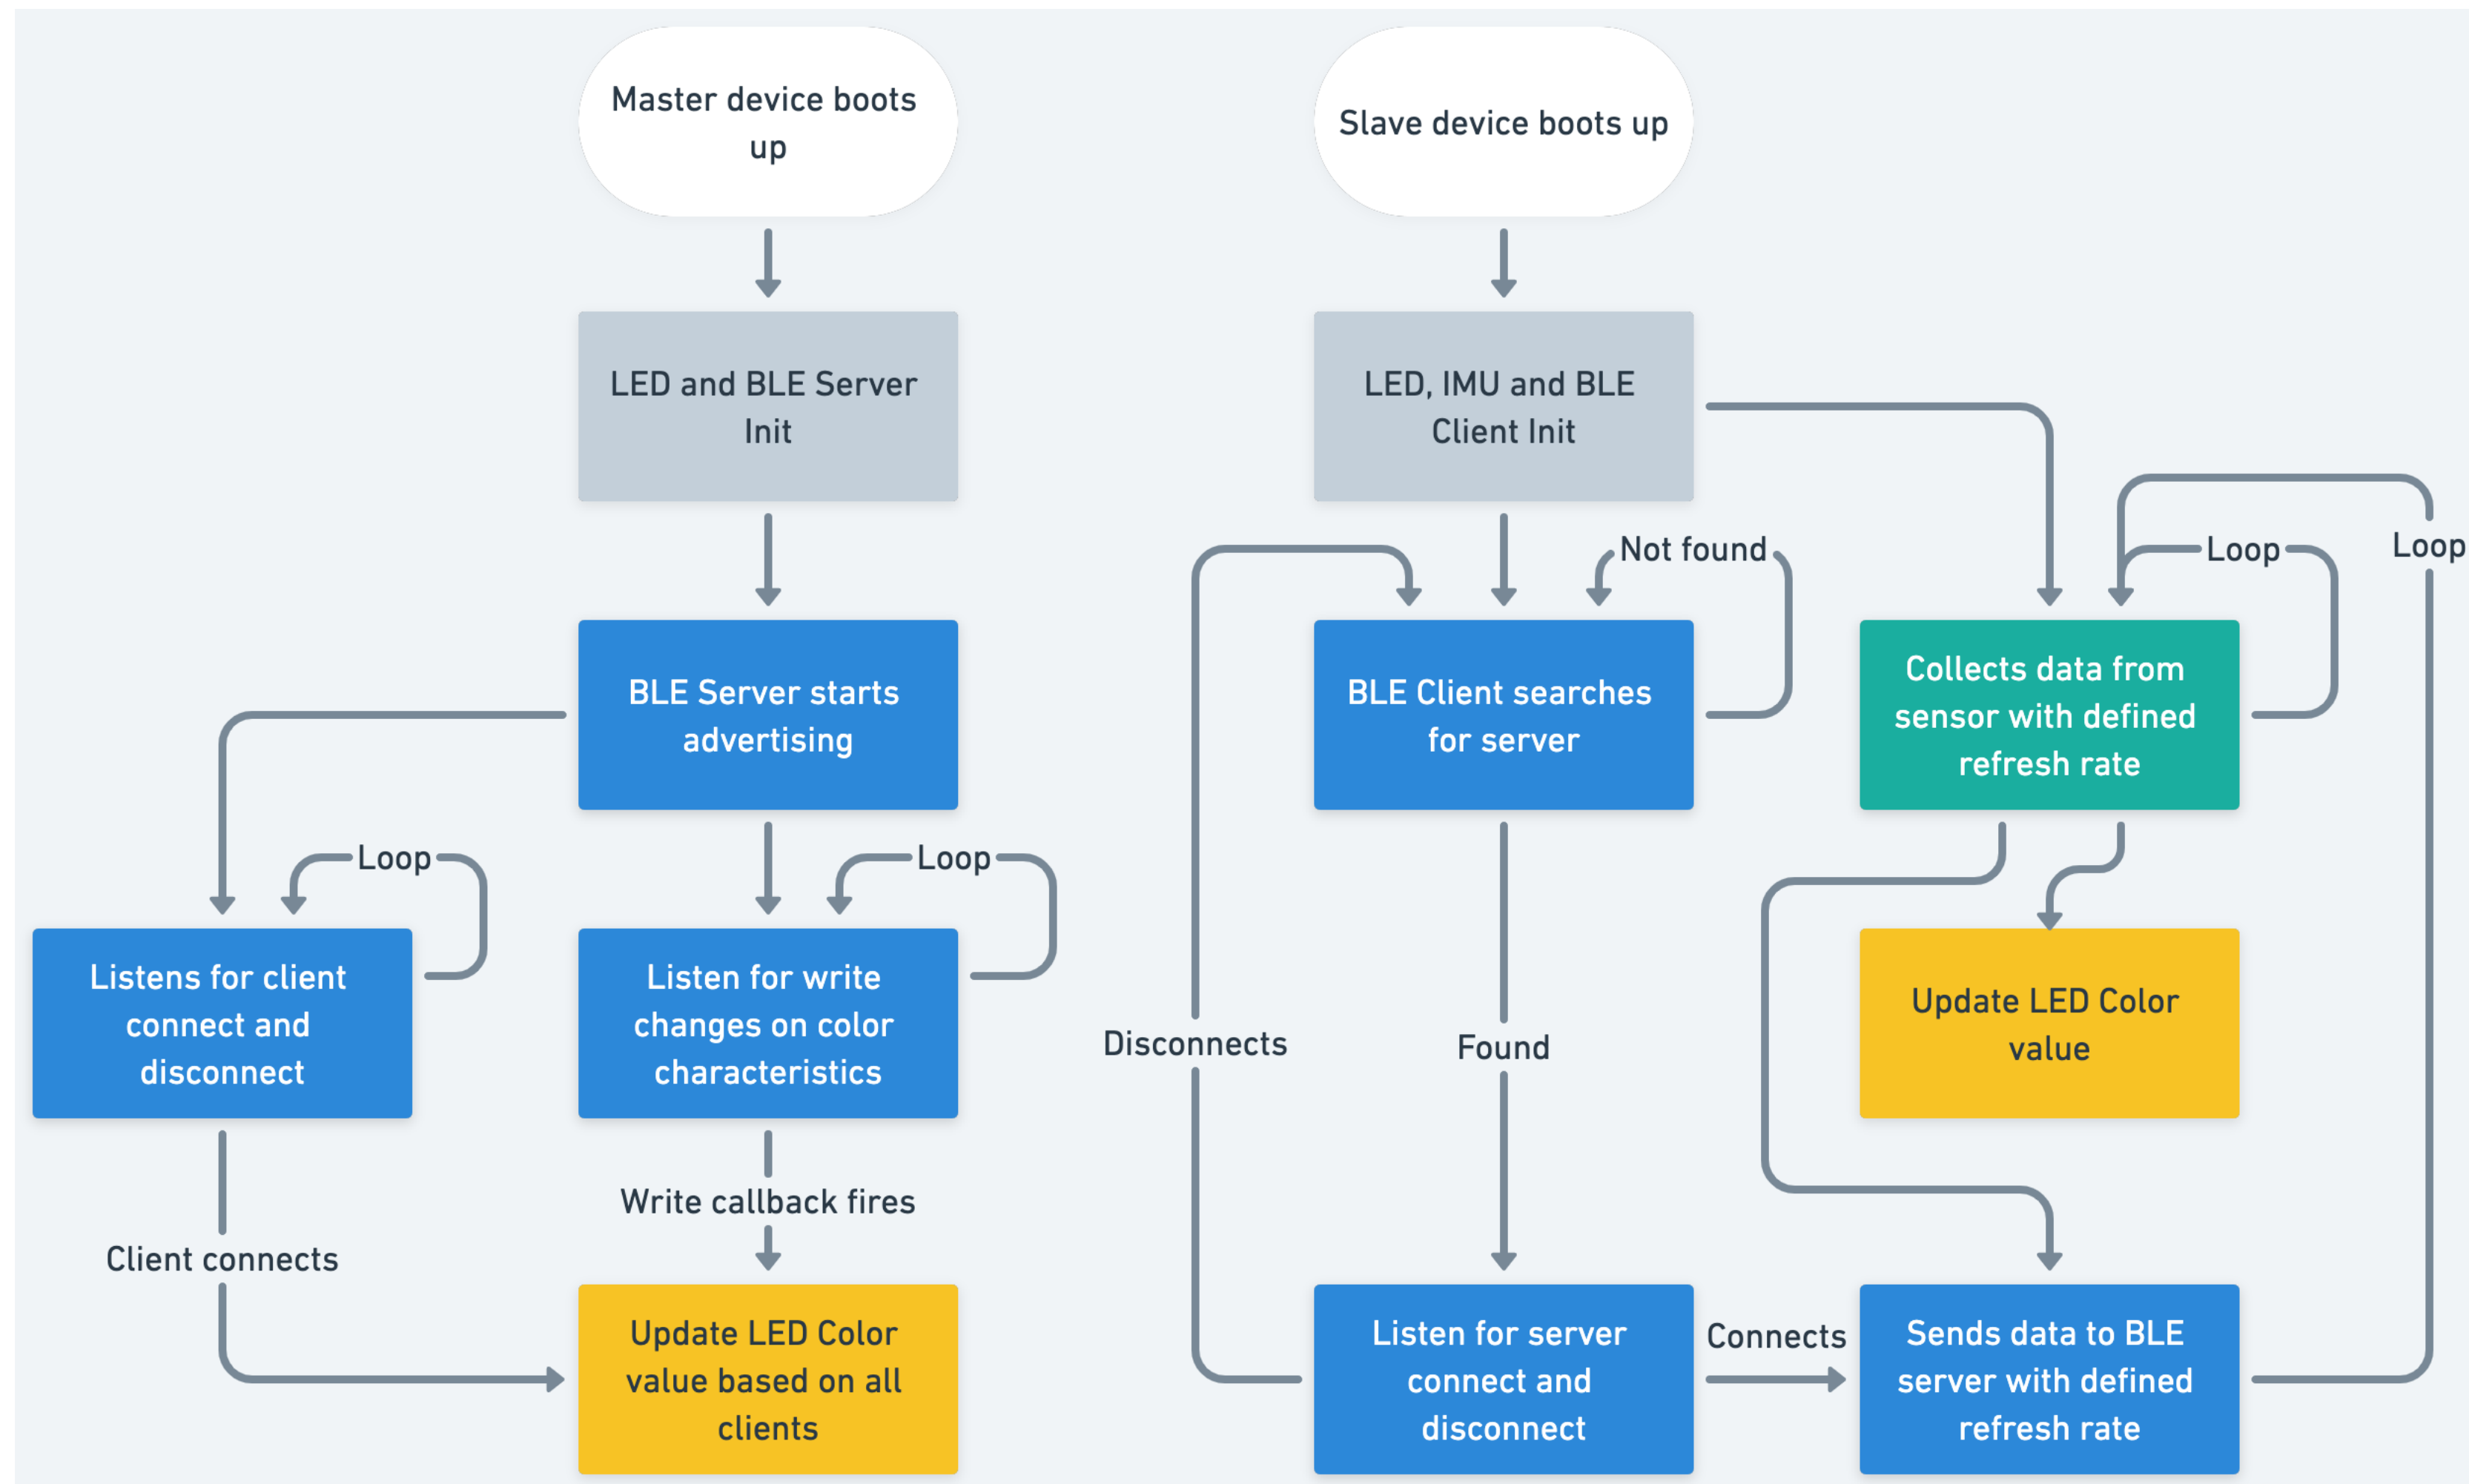 Master device boots
up
Slave device boots up
LED and BLE Server
Init
LED, IMU and BLE
Client Init
Not found
Loop
Loop
BLE Server starts
advertising
BLE Client searches
for server
Collects data from
sensor with defined
refresh rate
Loop
Loop
Listens for client
connect and
disconnect
Listen for write
changes on color
characteristics
Disconnects
Found
Update LED Color
value
Write callback fires
Client connects
Update LED Color
value based on all
clients
Listen for server
connect and
disconnect
Connects
Sends data to BLE
server with defined
refresh rate